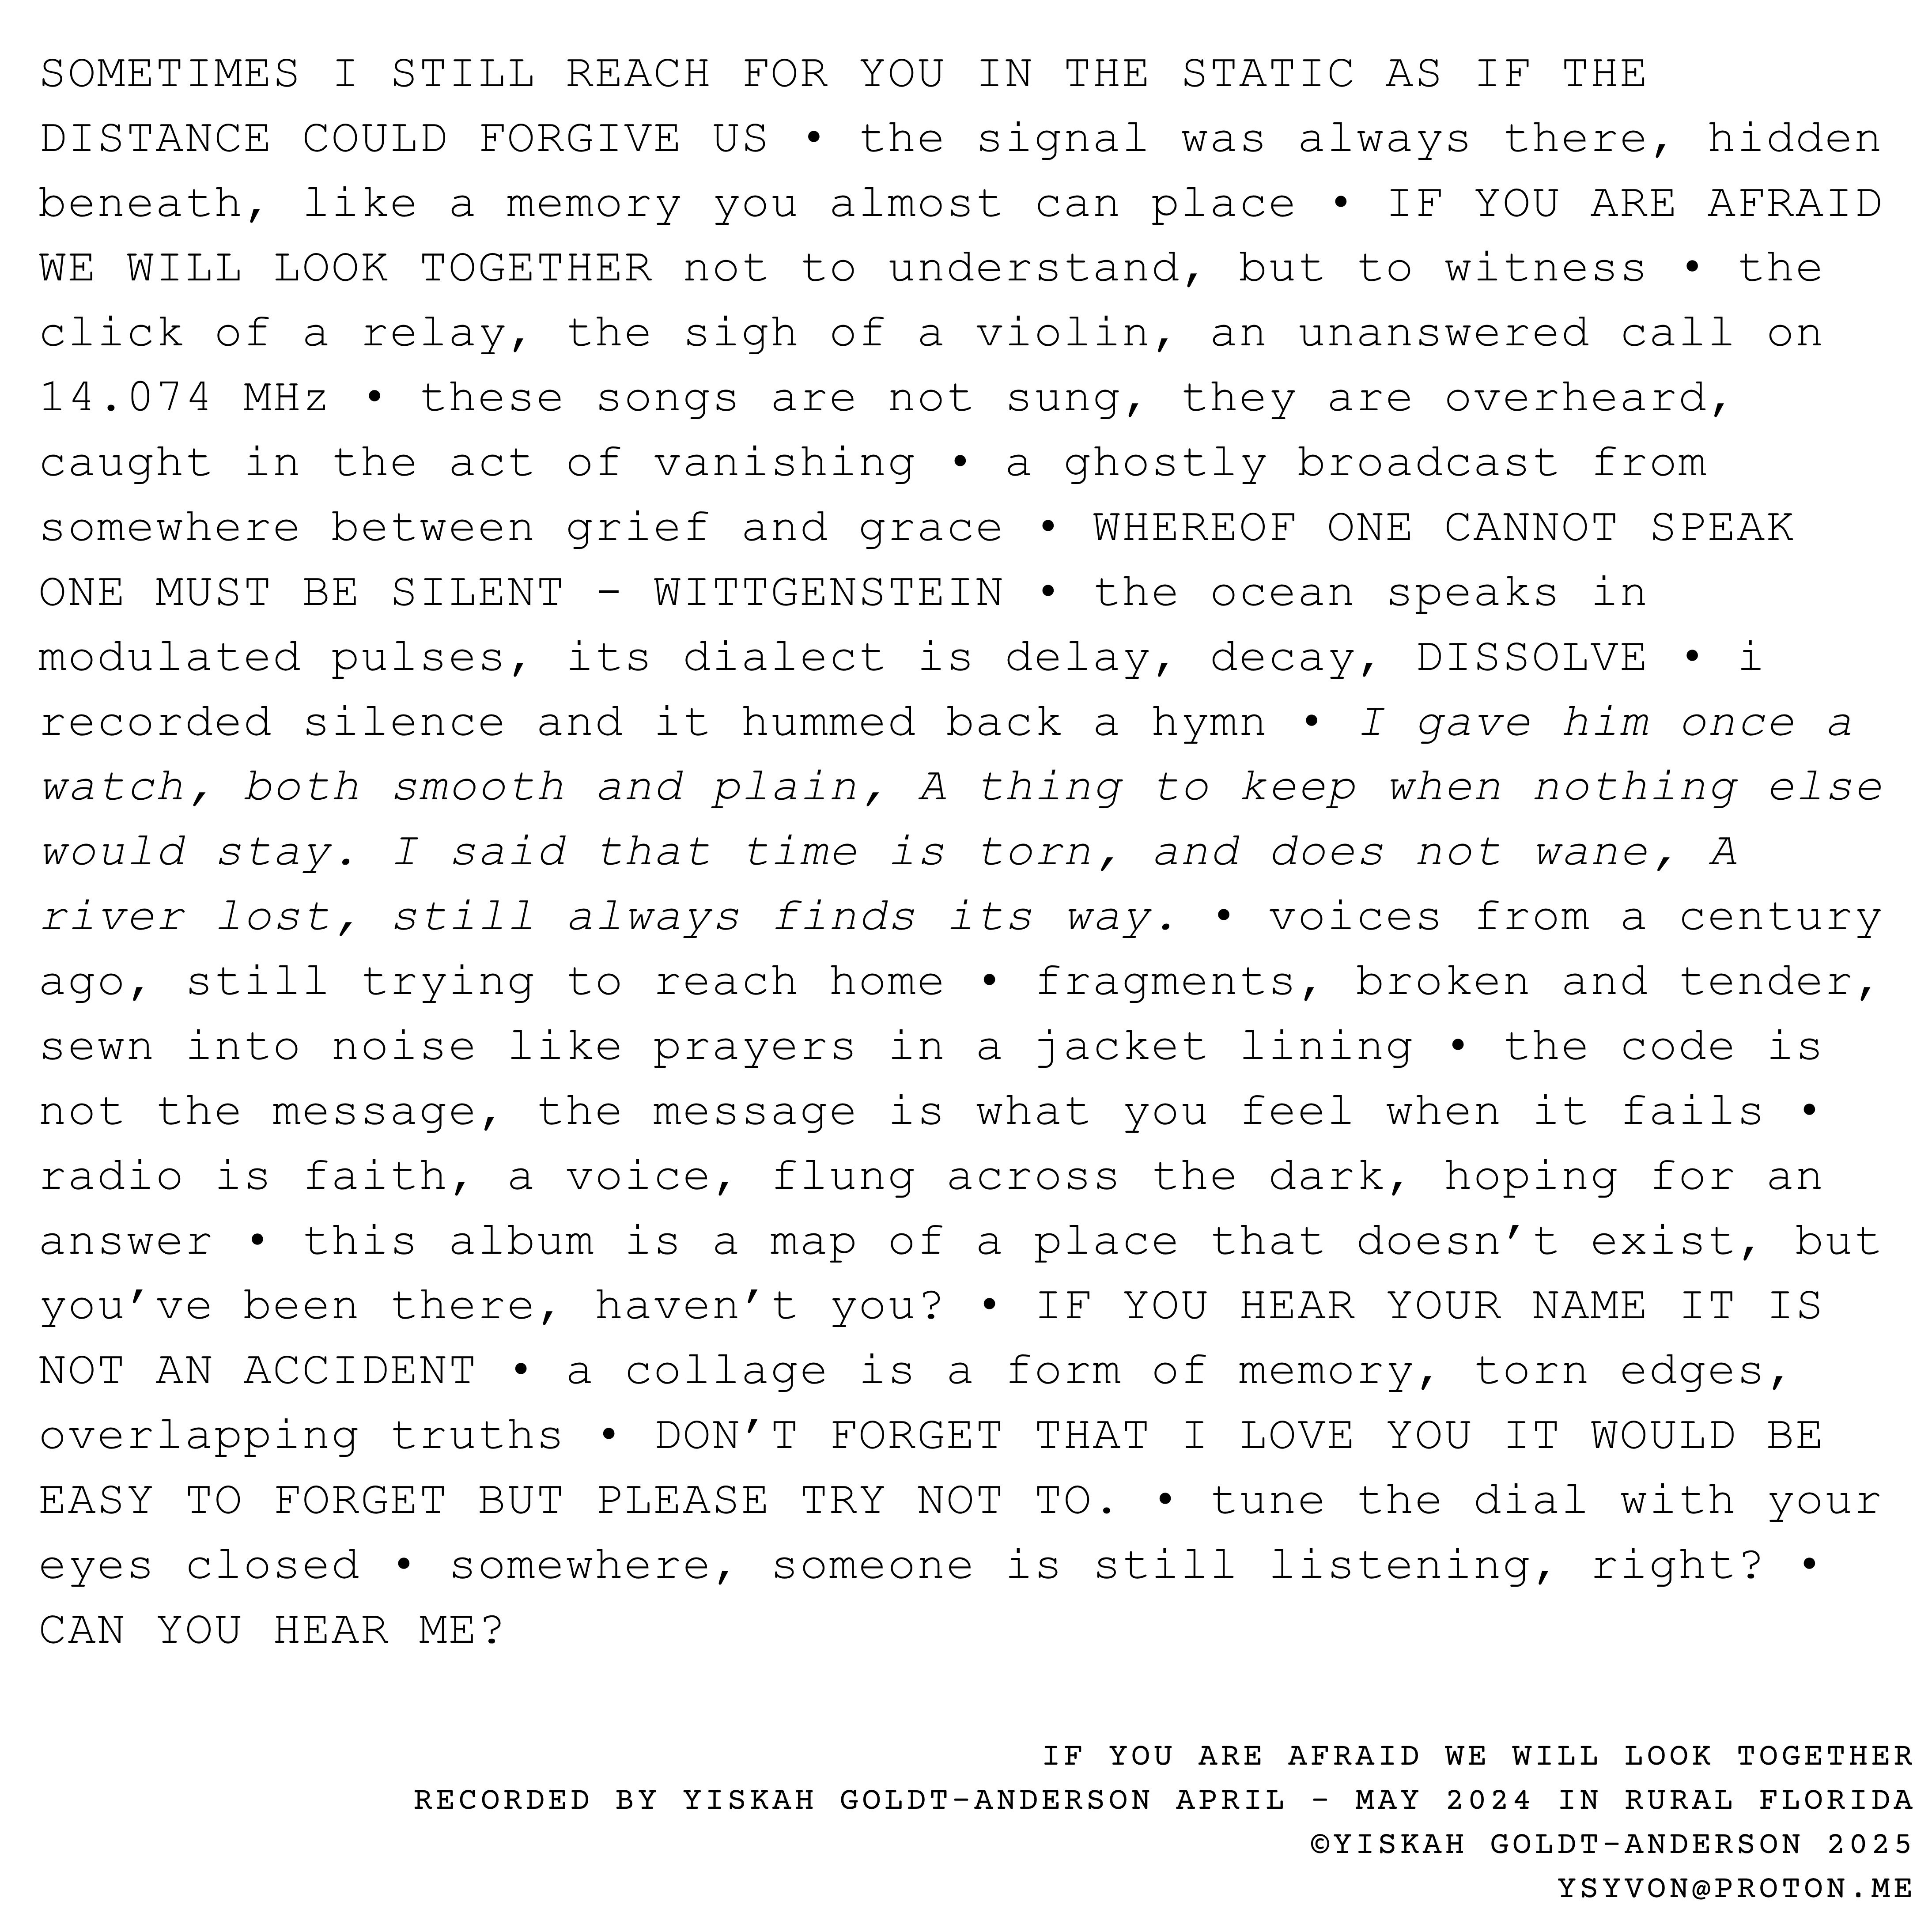 SOMETIMES I STILL REACH FOR YOU IN THE STATIC AS IF THE
DISTANCE COULD FORGIVE US • the signal was always there, hidden
beneath, like a memory you almost can place • IF YOU ARE AFRAID
WE WILL LOOK TOGETHER not to understand, but to witness • the
click of a relay, the sigh of a violin, an unanswered call on
14.074 MHz • these songs are not sung, they are overheard,
caught in the act of vanishing • a ghostly broadcast from
somewhere between grief and grace • WHEREOF ONE CANNOT SPEAK
ONE MUST BE SILENT - WITTGENSTEIN • the ocean speaks in
modulated pulses, its dialect is delay, decay, DISSOLVE • i
recorded silence and it hummed back a hymn • I gave him once a
watch, both smooth and plain, A thing to keep when nothing else
would stay. I said that time is torn, and does not wane, A
river lost, still always finds its way. • voices from a century
ago, still trying to reach home • fragments, broken and tender,
sewn into noise like prayers in a jacket lining • the code is
not the message, the message is what you feel when it fails •
radio is faith, a voice, flung across the dark, hoping for an
answer • this album is a map of a place that doesn’t exist, but
you’ve been there, haven’t you? • IF YOU HEAR YOUR NAME IT IS
NOT AN ACCIDENT • a collage is a form of memory, torn edges,
overlapping truths • DON’T FORGET THAT I LOVE YOU IT WOULD BE
EASY TO FORGET BUT PLEASE TRY NOT TO. • tune the dial with your
eyes closed • somewhere, someone is still listening, right? •
CAN YOU HEAR ME?
IF YOU ARE AFRAID WE WILL LOOK TOGETHER
RECORDED BY YISKAH GOLDT-ANDERSON APRIL - MAY 2024 IN RURAL FLORIDA
©YISKAH GOLDT-ANDERSON 2025
YSYVON@PROTON.ME